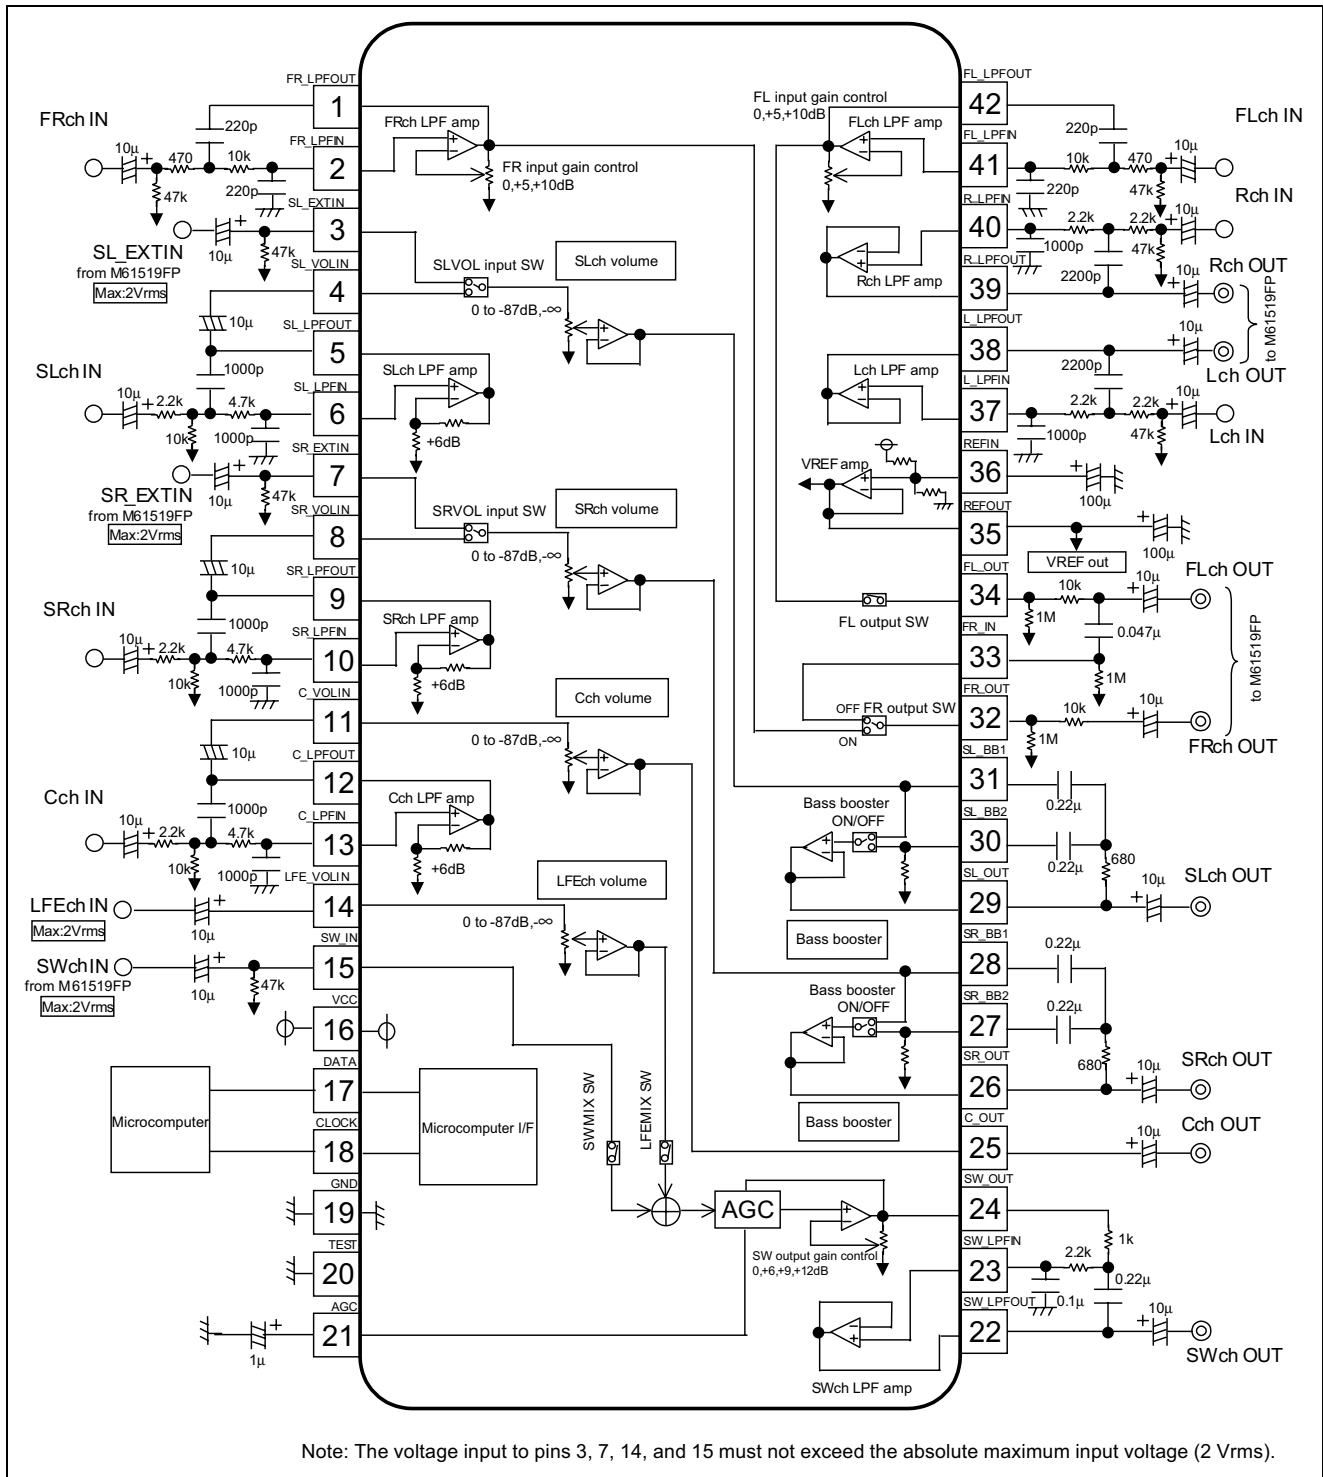 FR_LPFOUT
1
FRch IN
220p
10μ
+
470
10k
FR_LPFIN
2
47k
220p
FRch LPF amp
FR input gain control
0,+5,+10dB
SL_EXTIN
3
+
10μ
47k
SL_EXTIN
from M61519FP
Max:2Vrms
SL_VOLIN
4
SLVOL input SW
SLch volume
0 to -87dB,-∞
10μ
SL_LPFOUT
5
1000p
SLch LPF amp
+6dB
SLch IN
10μ
+
2.2k
4.7k
SL_LPFIN
6
10k
1000p
SR_EXTIN
7
+
10μ
47k
SR_EXTIN
from M61519FP
Max:2Vrms
SR_VOLIN
8
SRVOL input SW
SRch volume
0 to -87dB,-∞
10μ
SR_LPFOUT
9
1000p
SRch LPF amp
+6dB
SRch IN
10μ
+
2.2k
4.7k
SR_LPFIN
10
10k
1000p
C_VOLIN
11
Cch volume
0 to -87dB,-∞
10μ
C_LPFOUT
12
1000p
Cch LPF amp
+6dB
Cch IN
10μ
+
2.2k
4.7k
C_LPFIN
13
10k
1000p
LFE_VOLIN
14
LFEch volume
0 to -87dB,-∞
LFEch IN
Max:2Vrms
+
10μ
SW_IN
15
SWch IN
from M61519FP
Max:2Vrms
+
10μ
47k
VCC
16
DATA
17
CLOCK
18
Microcomputer
Microcomputer I/F
GND
19
TEST
20
AGC
21
+
1μ
SWMIX SW
LFEMIX SW
AGC
SW output gain control
0,+6,+9,+12dB
SWch LPF amp
FL_LPFOUT
42
FL input gain control
0,+5,+10dB
FLch LPF amp
220p
FLch IN
FL_LPFIN
41
10k
470
10μ
+
220p
47k
Rch IN
R_LPFIN
40
2.2k
2.2k
10μ
+
1000p
47k
Rch LPF amp
R_LPFOUT
39
2200p
10μ
+
Rch OUT
to M61519FP
L_LPFOUT
38
10μ
+
Lch OUT
2200p
Lch LPF amp
L_LPFIN
37
2.2k
2.2k
10μ
+
1000p
47k
Lch IN
REFIN
36
VREF amp
+
100μ
REFOUT
35
+
100μ
VREF out
FL_OUT
34
FL output SW
10k
10μ
+
FLch OUT
1M
0.047μ
FR_IN
33
1M
to M61519FP
FR_OUT
32
OFF
FR output SW
ON
10k
10μ
+
1M
FRch OUT
SL_BB1
31
0.22μ
Bass booster
ON/OFF
SL_BB2
30
0.22μ
680
SL_OUT
29
10μ
+
SLch OUT
Bass booster
SR_BB1
28
0.22μ
Bass booster
ON/OFF
SR_BB2
27
0.22μ
680
SR_OUT
26
10μ
+
SRch OUT
Bass booster
C_OUT
25
10μ
+
Cch OUT
SW_OUT
24
1k
SW_LPFIN
23
2.2k
0.22μ
0.1μ
SW_LPFOUT
22
10μ
+
SWch OUT
Note: The voltage input to pins 3, 7, 14, and 15 must not exceed the absolute maximum input voltage (2 Vrms).